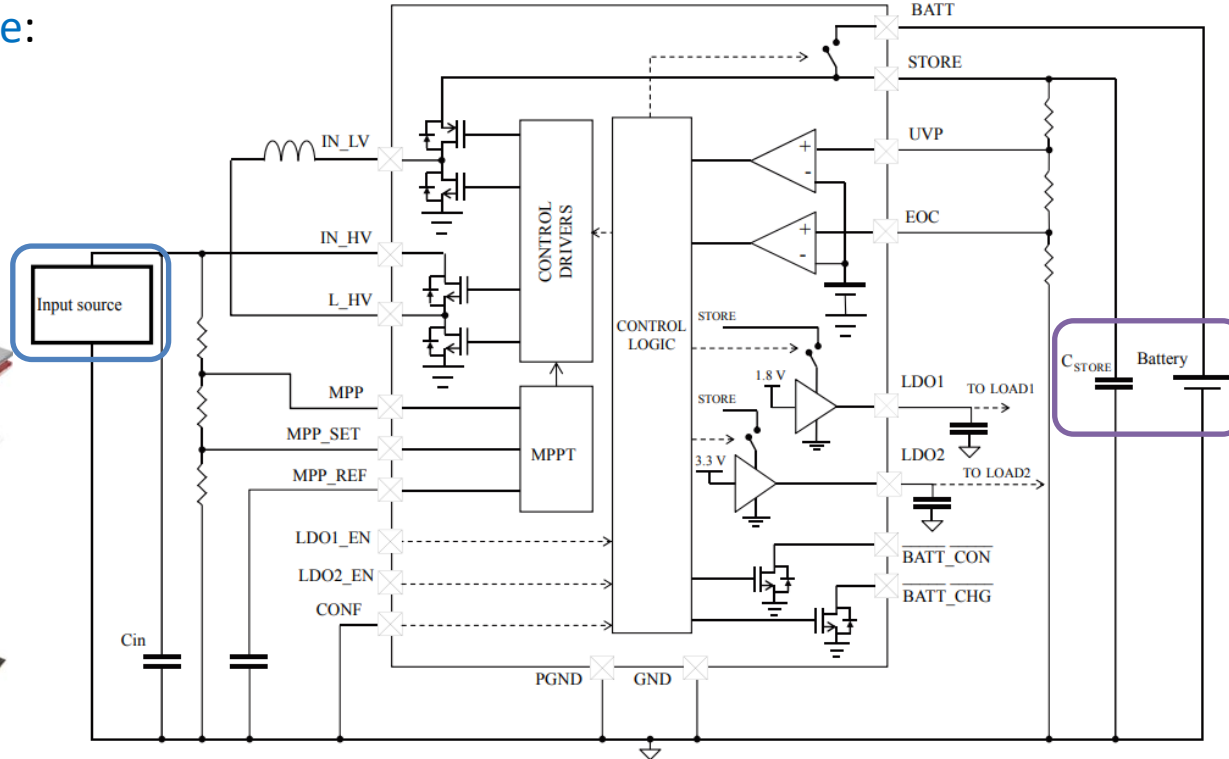 e:
BATT
STORE
UVP
EOC
IN_LV
IN_HV
L_HV
Input source
CONTROL
DRIVERS
CONTROL
LOGIC
MPP
MPP_SET
MPP_REF
MPPT
LDO1_EN
LDO2_EN
CONF
Cin
STORE
1.8 V
STORE
3.3 V
LDO1
TO LOAD1
LDO2
TO LOAD2
CSTORE
Battery
BATT_CON
BATT_CHG
PGND
GND
+
-
+
-